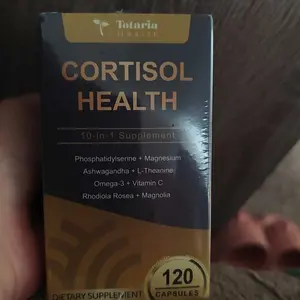 Totaria
HEALTH
CORTISOL
HEALTH
10-In-1 Supplement
Phosphatidylserine + Magnesium
Ashwagandha + L-Theanine
Omega-3 + Vitamin C
Rhodiola Rosea + Magnolia
120
CAPSULES
DIETARY SUPPLEMENT